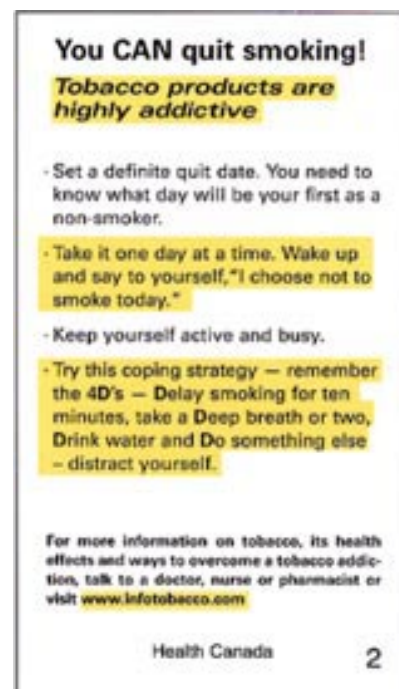 You CAN quit smoking!
Tobacco products are
highly addictive
- Set a definite quit date. You need to
know what day will be your first as a
non-smoker.
- Take it one day at a time. Wake up
and say to yourself,"I choose not to
smoke today."
- Keep yourself active and busy.
- Try this coping strategy — remember
the 4D's — Delay smoking for ten
minutes, take a Deep breath or two,
Drink water and Do something else
– distract yourself.
For more information on tobacco, its health
effects and ways to overcome a tobacco addic-
tion, talk to a doctor, nurse or pharmacist or
visit www.infotobacco.com
Health Canada 2